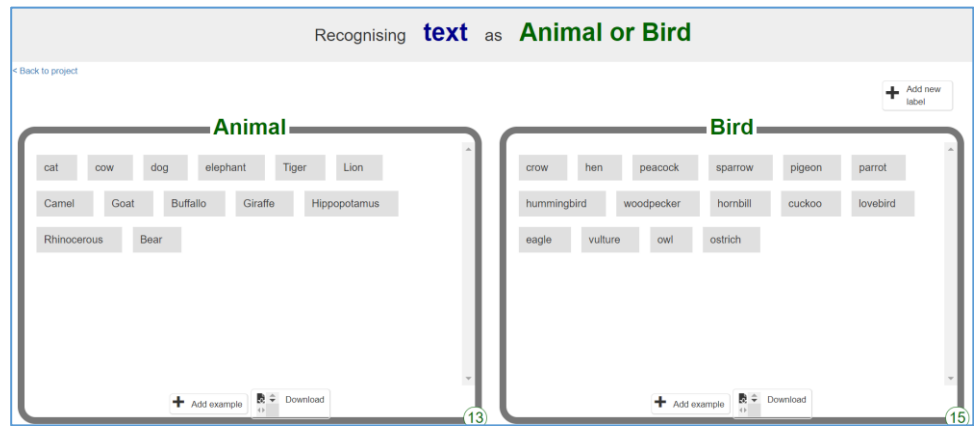 Recognising text as Animal or Bird
< Back to project
Add new
label
Animal
cat cow dog elephant Tiger Lion
Camel Goat Buffallo Giraffe Hippopotamus
Rhinocerous Bear
Add example Download
13
Bird
crow hen peacock sparrow pigeon parrot
hummingbird woodpecker hornbill cuckoo lovebird
eagle vulture owl ostrich
Add example Download
15